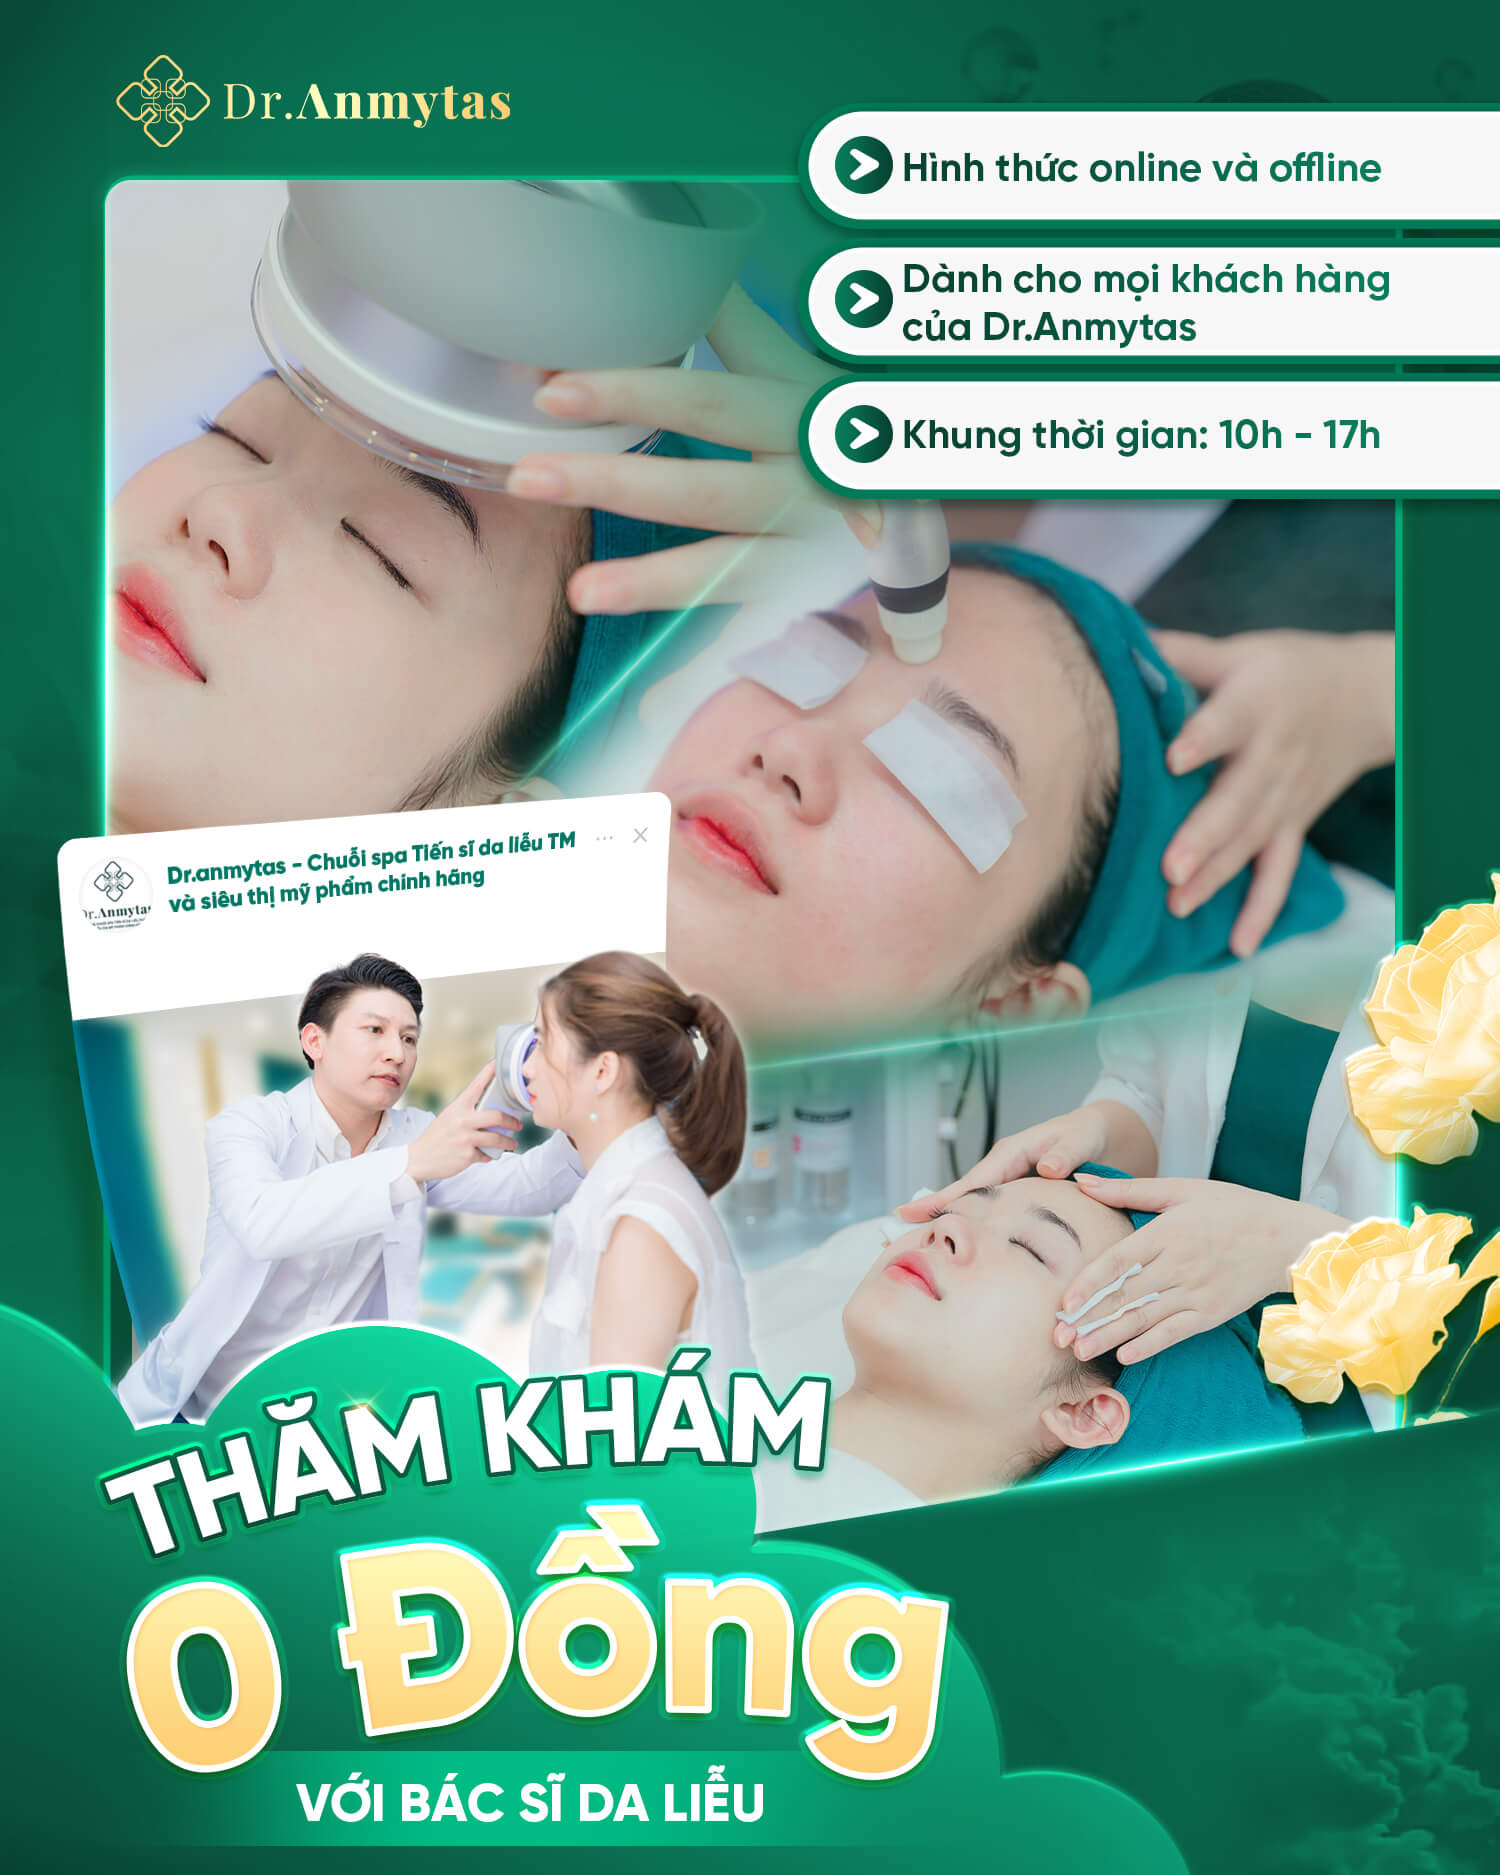 Dr.Anmytas
Hình thức online và offline
Dành cho mọi khách hàng
của Dr.Anmytas
Khung thời gian: 10h - 17h
Dr.anmytas - Chuỗi spa Tiến sĩ da liễu TM
và siêu thị mỹ phẩm chính hãng
Dr.Anmytas
THĂM KHÁM
0 Đồng
VỚI BÁC SĨ DA LIỄU